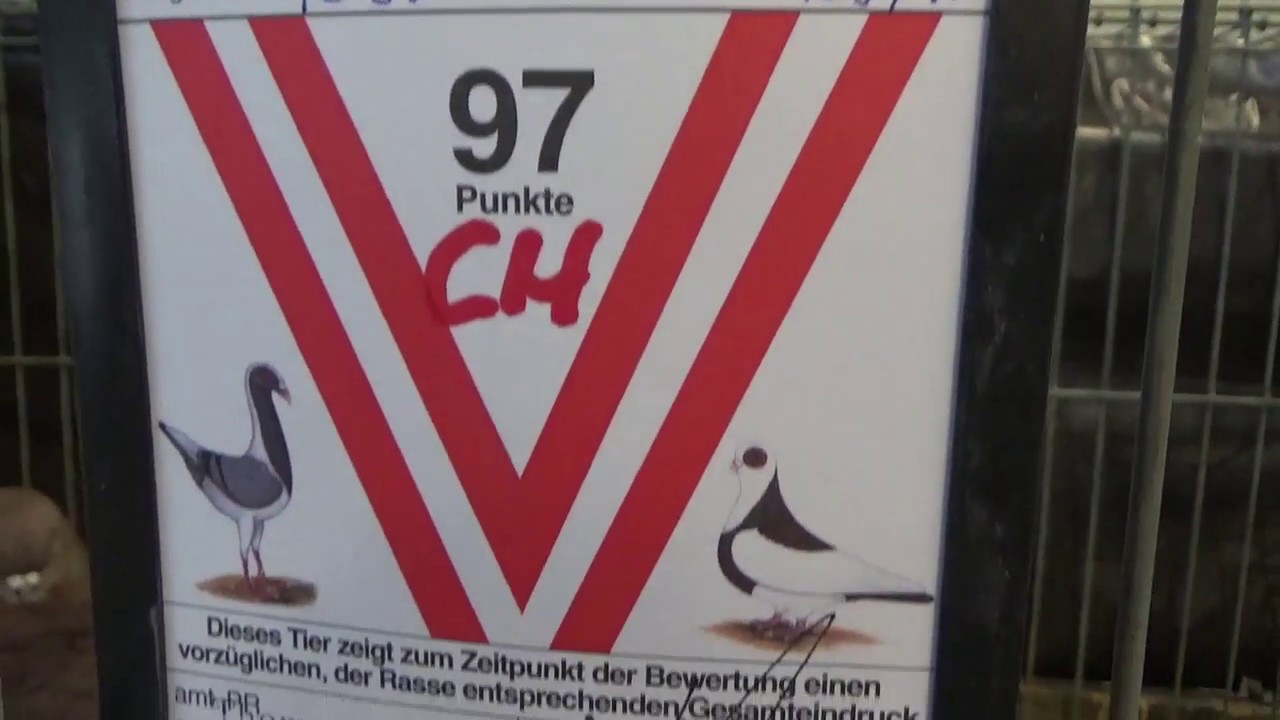 97
Punkte
CH
Dieses Tier zeigt zum Zeitpunkt der Bewertung einen
vorzüglichen, der Rasse entsprechenden Gesamteindruck